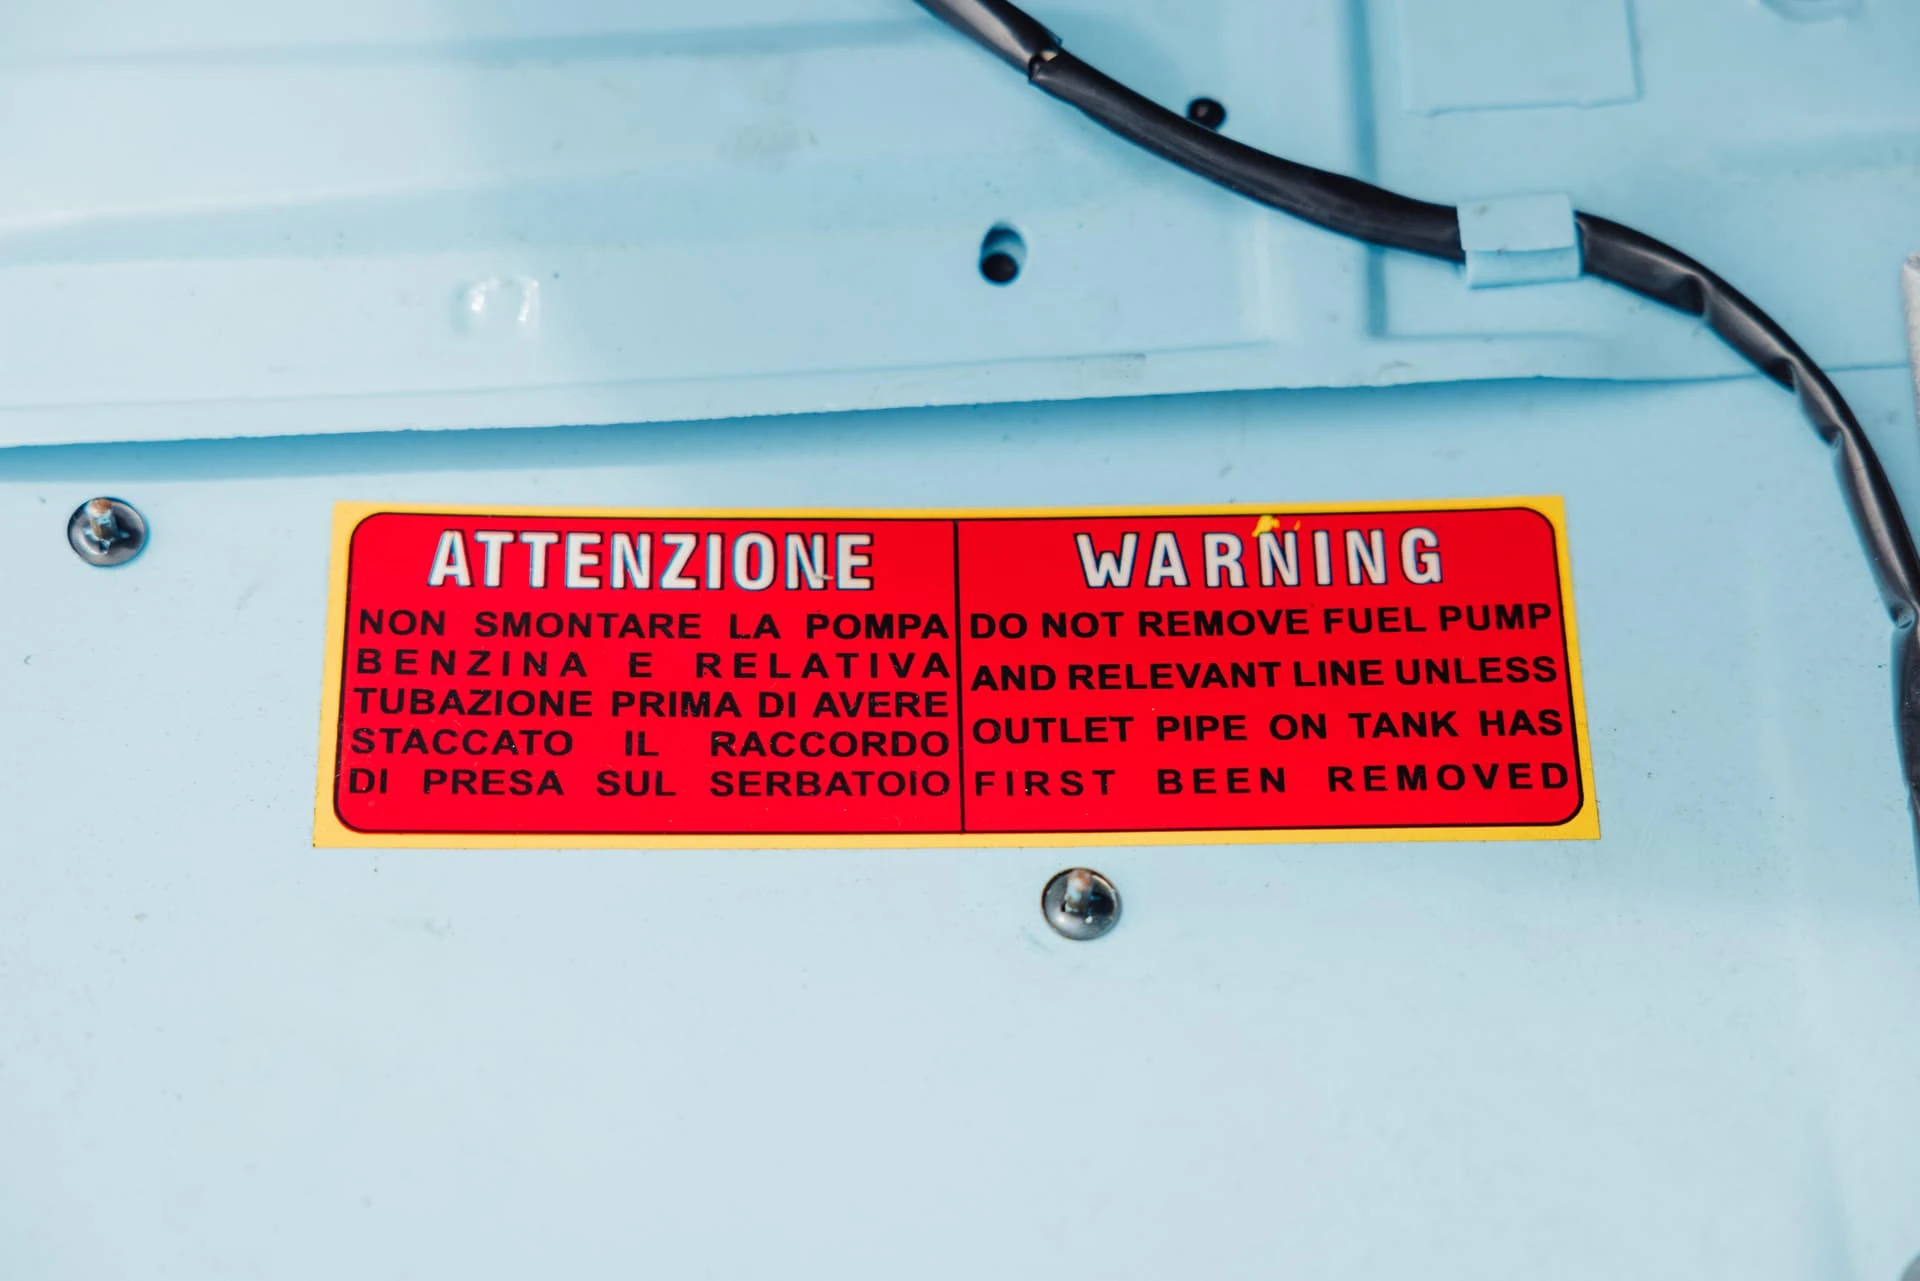 ATTENZIONE
NON SMONTARE LA POMPA
BENZINA E RELATIVA
TUBAZIONE PRIMA DI AVERE
STACCATO IL RACCORDO
DI PRESA SUL SERBATOIO
WARNING
DO NOT REMOVE FUEL PUMP
AND RELEVANT LINE UNLESS
OUTLET PIPE ON TANK HAS
FIRST BEEN REMOVED